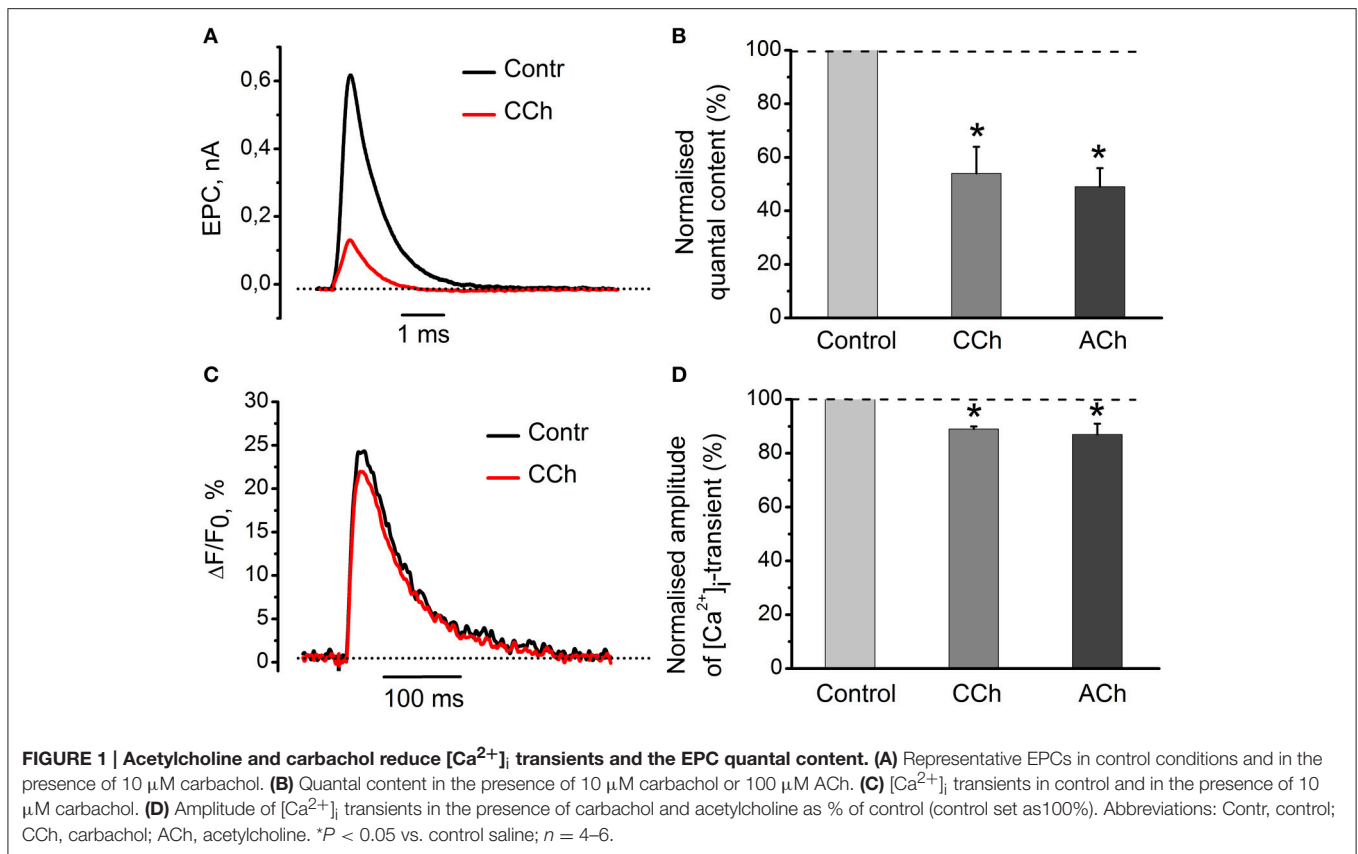 A
0,6
0,4
0,2
0,0
EPC, nA
Contr
CCh
1 ms
B
100
80
60
40
20
0
Normalised
quantal content (%)
*
*
Control CCh ACh
C
30
25
20
15
10
5
0
ΔF/F0, %
Contr
CCh
100 ms
D
100
80
60
40
20
0
Normalised amplitude
of [Ca2+]i-transient (%)
*
*
Control CCh ACh
FIGURE 1 | Acetylcholine and carbachol reduce [Ca2+]i transients and the EPC quantal content. (A) Representative EPCs in control conditions and in the
presence of 10 μM carbachol. (B) Quantal content in the presence of 10 μM carbachol or 100 μM ACh. (C) [Ca2+]i transients in control and in the presence of 10
μM carbachol. (D) Amplitude of [Ca2+]i transients in the presence of carbachol and acetylcholine as % of control (control set as100%). Abbreviations: Contr, control;
CCh, carbachol; ACh, acetylcholine. *P < 0.05 vs. control saline; n = 4–6.